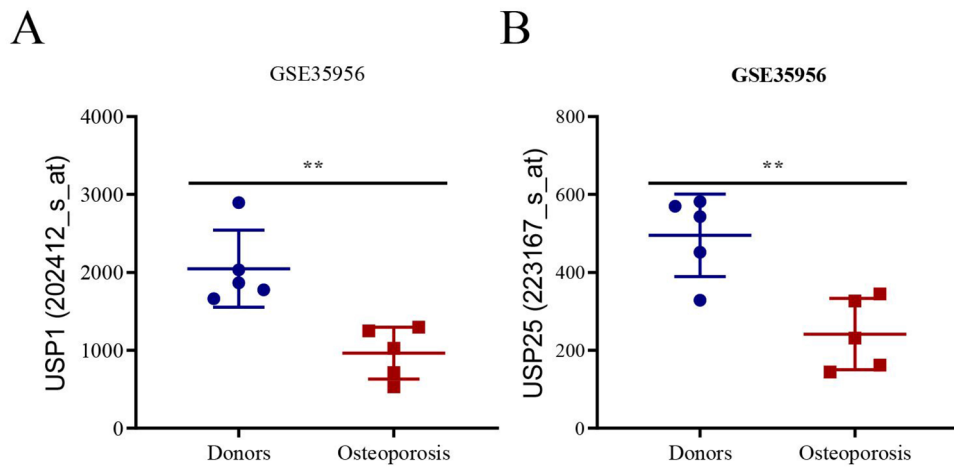 A
GSE35956
USP1 (202412_s_at)
4000
3000
2000
1000
0
**
Donors
Osteoporosis
B
GSE35956
USP25 (223167_s_at)
800
600
400
200
0
**
Donors
Osteoporosis